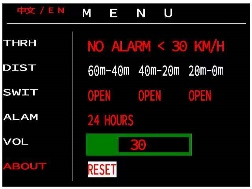 中文 / EN MENU
THRH NO ALARM < 30 KM/H
DIST 60m-40m 40m-20m 20m-0m
SWIT OPEN OPEN OPEN
ALAM 24 HOURS
VOL 30
ABOUT RESET